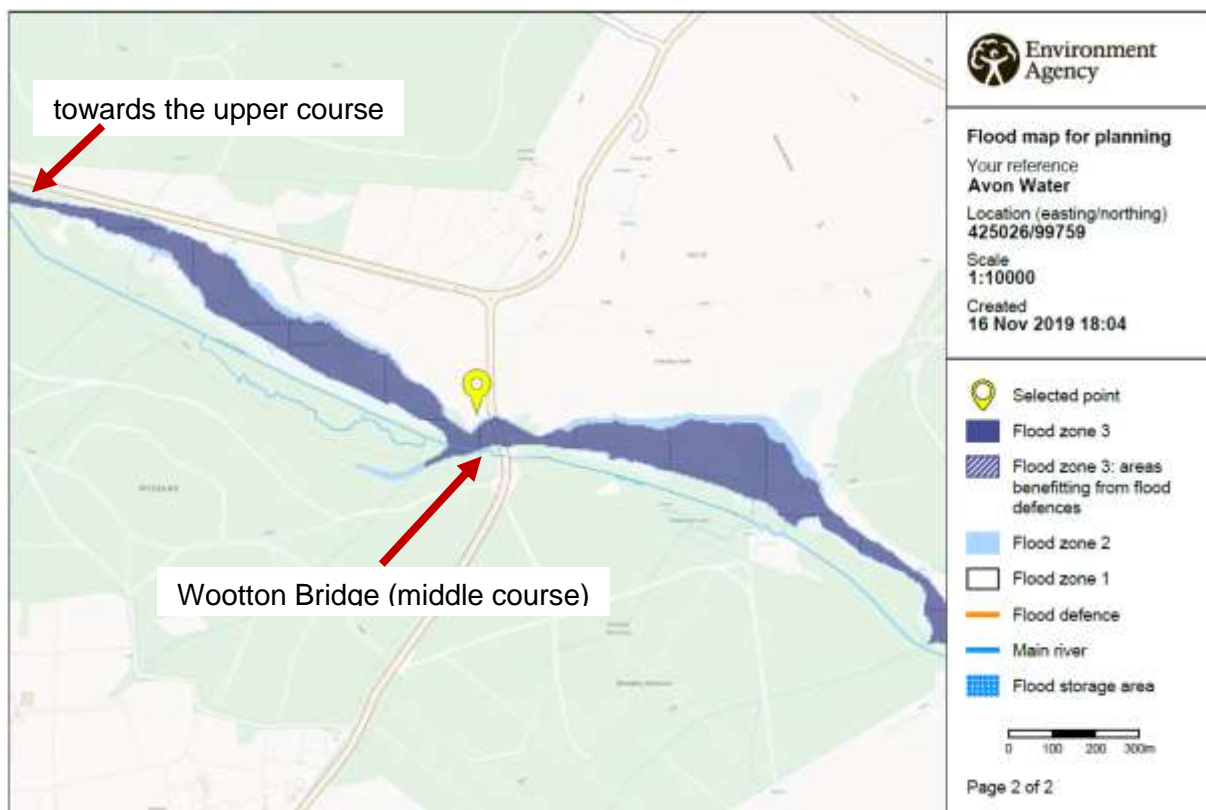 towards the upper course
Wootton Bridge (middle course)
Environment
Agency
Flood map for planning
Your reference
Avon Water
Location (easting/northing)
425026/99759
Scale
1:10000
Created
16 Nov 2019 18:04
Selected point
Flood zone 3
Flood zone 3: areas
benefitting from flood
defences
Flood zone 2
Flood zone 1
Flood defence
Main river
Flood storage area
0 100 200 300m
Page 2 of 2